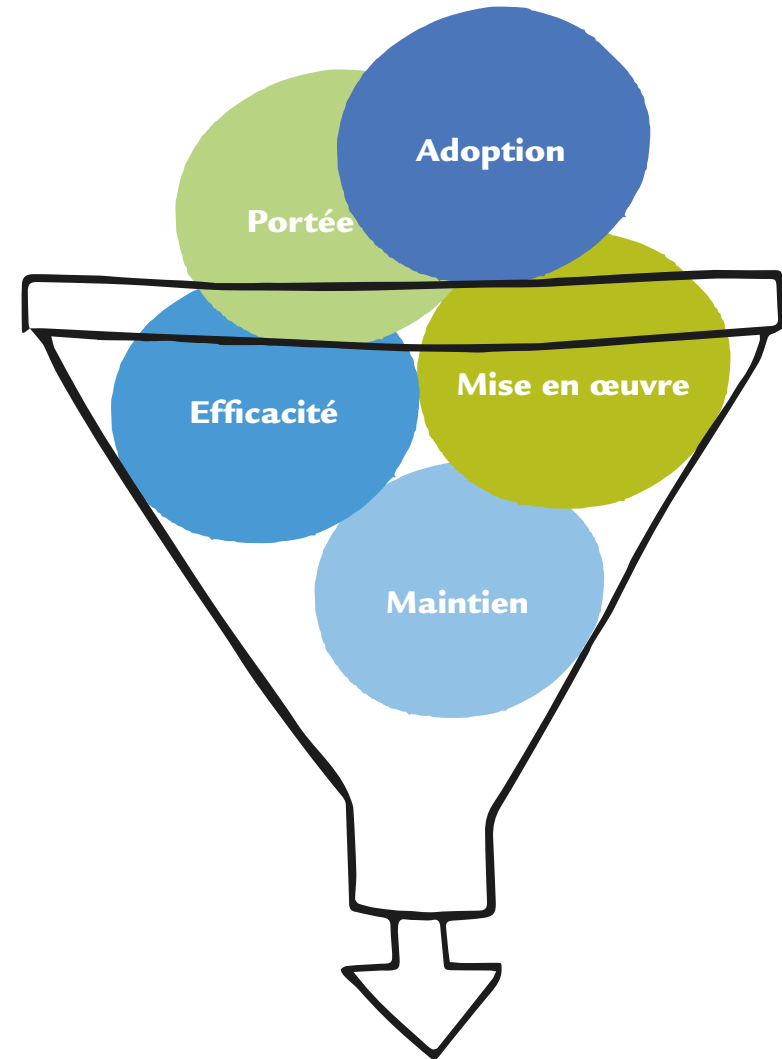 Adoption
Portée
Mise en œuvre
Efficacité
Maintien